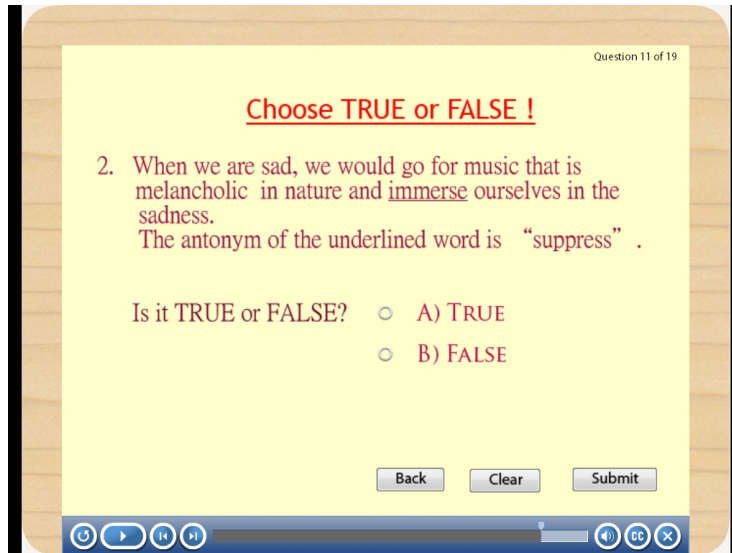 Question 11 of 19
Choose TRUE or FALSE !
2. When we are sad, we would go for music that is
melancholic in nature and immerse ourselves in the
sadness.
The antonym of the underlined word is “suppress” .
Is it TRUE or FALSE?
A) TRUE
B) FALSE
Back Clear Submit
CC